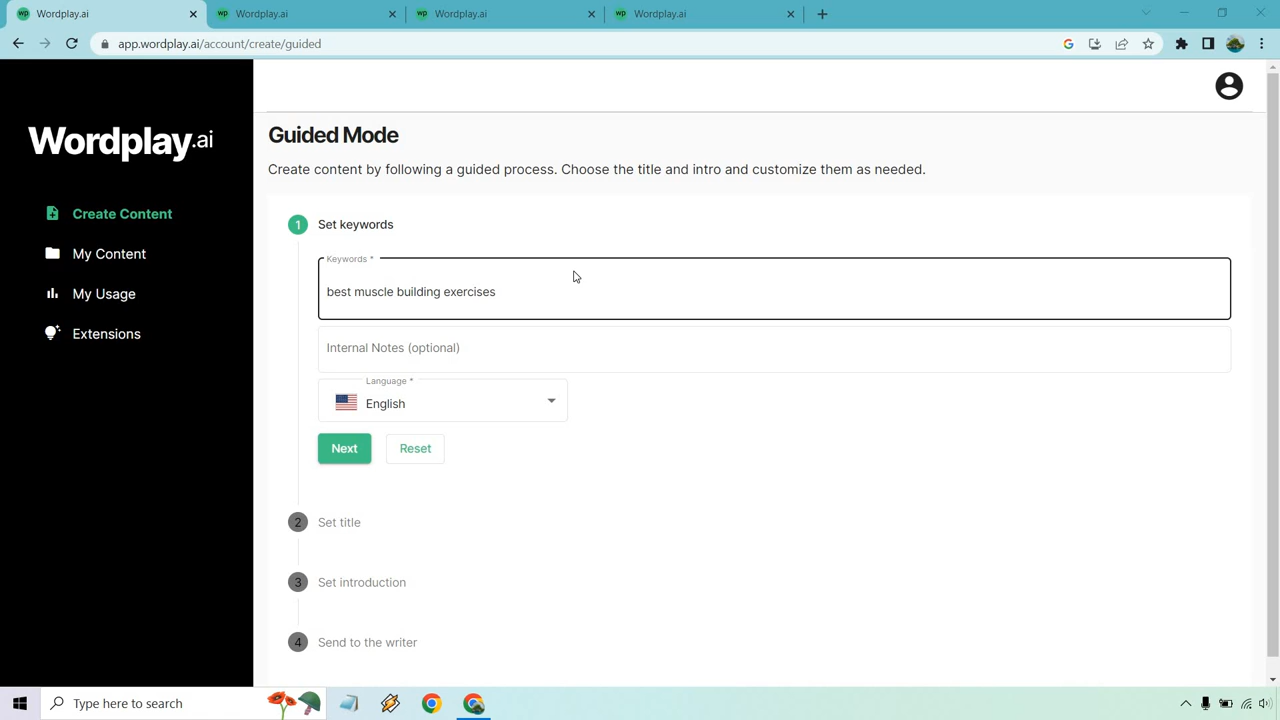 Wordplay.ai
Wordplay.ai
Wordplay.ai
Wordplay.ai
app.wordplay.ai/account/create/guided
Wordplay.ai
Create Content
My Content
My Usage
Extensions
Guided Mode
Create content by following a guided process. Choose the title and intro and customize them as needed.
1 Set keywords
Keywords *
best muscle building exercises
Internal Notes (optional)
Language *
English
Next Reset
2 Set title
3 Set introduction
4 Send to the writer
Type here to search